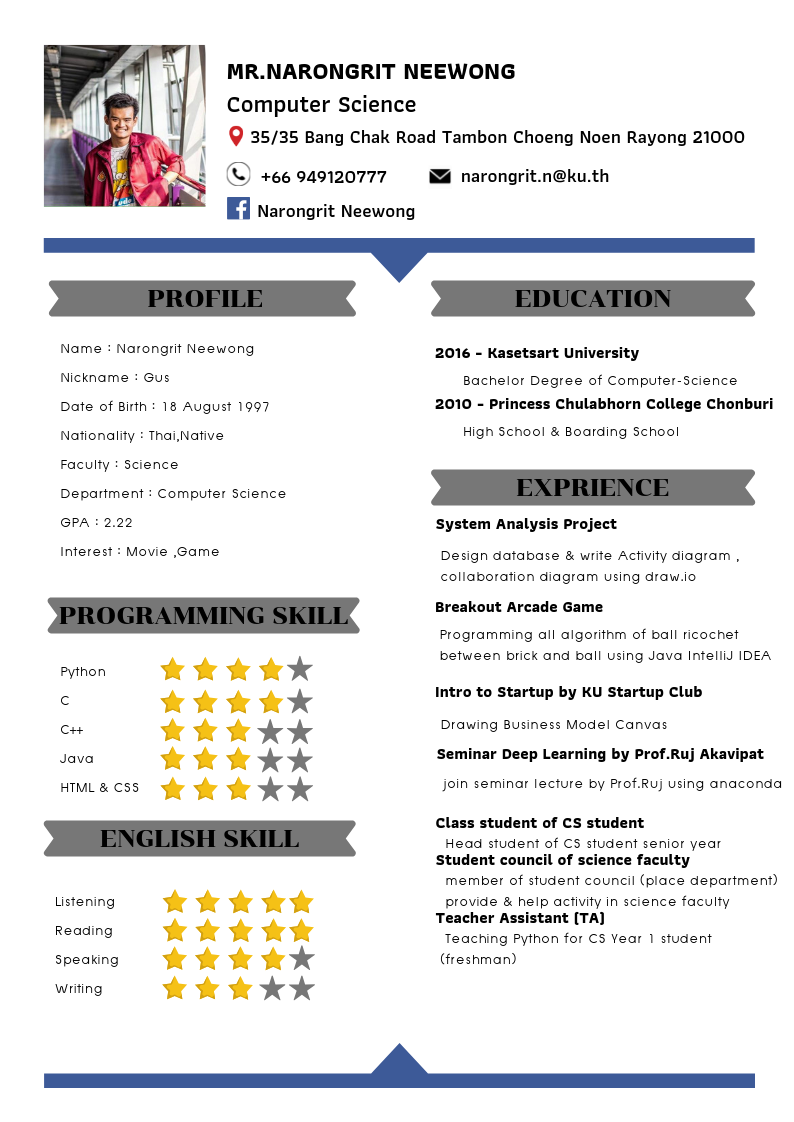 MR.NARONGRIT NEEWONG
Computer Science
35/35 Bang Chak Road Tambon Choeng Noen Rayong 21000
+66 949120777
narongrit.n@ku.th
Narongrit Neewong
PROFILE
Name : Narongrit Neewong
Nickname : Gus
Date of Birth : 18 August 1997
Nationality : Thai,Native
Faculty : Science
Department : Computer Science
GPA : 2.22
Interest : Movie ,Game
PROGRAMMING SKILL
Python
C
C++
Java
HTML & CSS
ENGLISH SKILL
Listening
Reading
Speaking
Writing
EDUCATION
2016 - Kasetsart University
Bachelor Degree of Computer-Science
2010 - Princess Chulabhorn College Chonburi
High School & Boarding School
EXPRIENCE
System Analysis Project
Design database & write Activity diagram ,
collaboration diagram using draw.io
Breakout Arcade Game
Programming all algorithm of ball ricochet
between brick and ball using Java IntelliJ IDEA
Intro to Startup by KU Startup Club
Drawing Business Model Canvas
Seminar Deep Learning by Prof.Ruj Akavipat
join seminar lecture by Prof.Ruj using anaconda
Class student of CS student
Head student of CS student senior year
Student council of science faculty
member of student council (place department)
provide & help activity in science faculty
Teacher Assistant (TA)
Teaching Python for CS Year 1 student
(freshman)